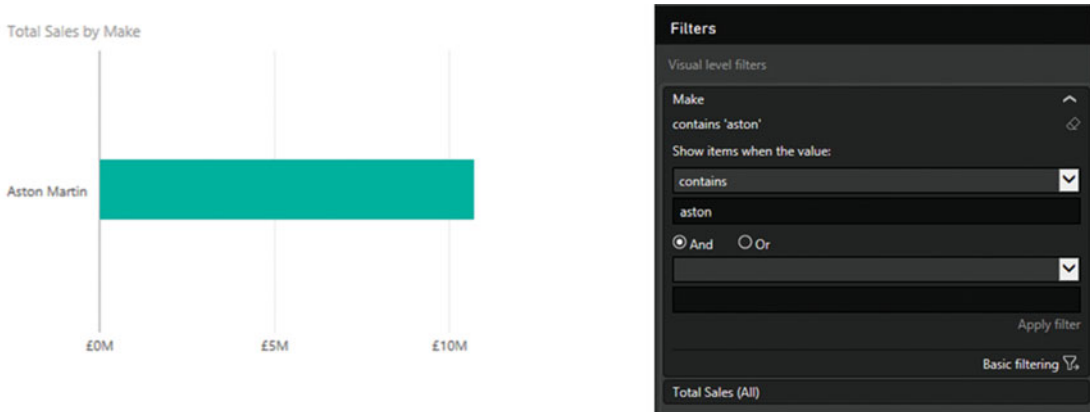 Total Sales by Make
Aston Martin
£0M £5M £10M
Filters
Visual level filters
Make
contains 'aston'
Show items when the value:
contains
aston
And Or
Apply filter
Basic filtering
Total Sales (All)